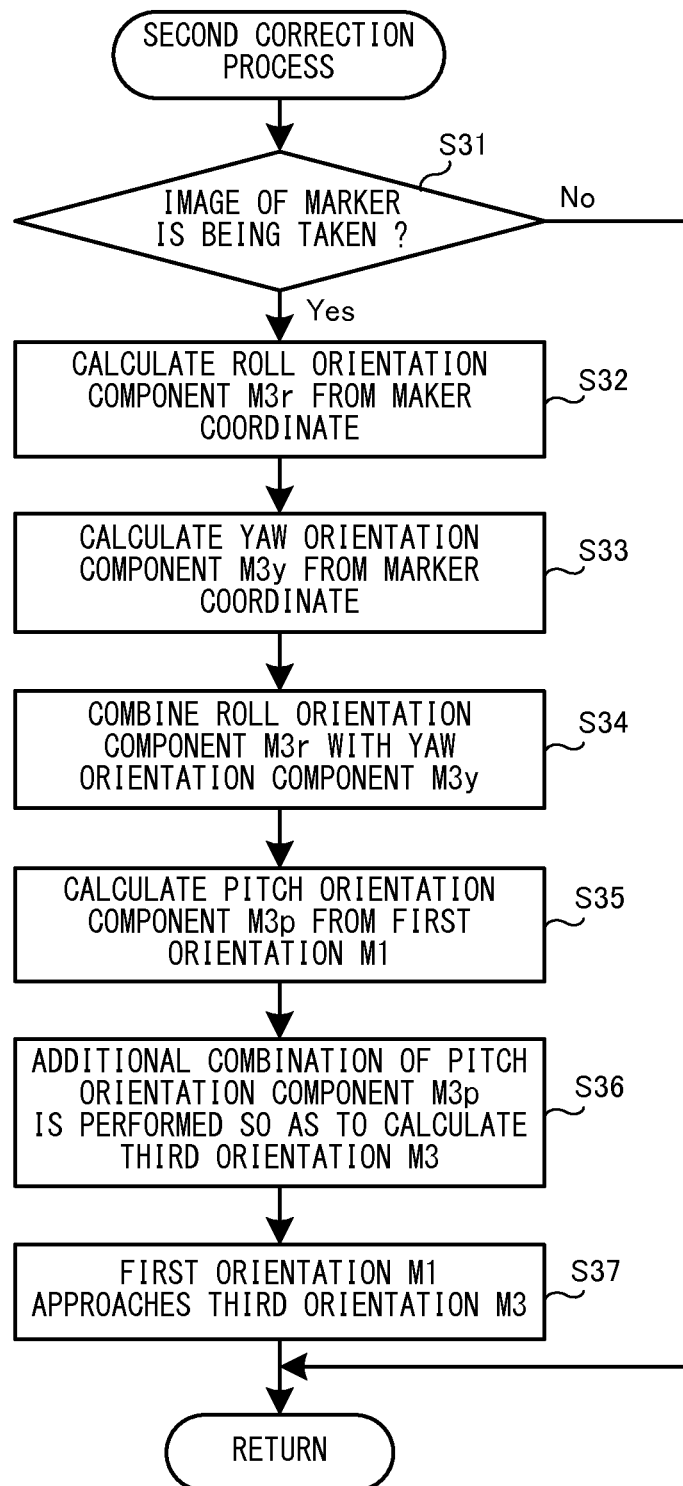 SECOND CORRECTION
PROCESS
S31
IMAGE OF MARKER
IS BEING TAKEN ?
No
Yes
CALCULATE ROLL ORIENTATION
COMPONENT M3r FROM MAKER
COORDINATE
S32
CALCULATE YAW ORIENTATION
COMPONENT M3y FROM MARKER
COORDINATE
S33
COMBINE ROLL ORIENTATION
COMPONENT M3r WITH YAW
ORIENTATION COMPONENT M3y
S34
CALCULATE PITCH ORIENTATION
COMPONENT M3p FROM FIRST
ORIENTATION M1
S35
ADDITIONAL COMBINATION OF PITCH
ORIENTATION COMPONENT M3p
IS PERFORMED SO AS TO CALCULATE
THIRD ORIENTATION M3
S36
FIRST ORIENTATION M1
APPROACHES THIRD ORIENTATION M3
S37
RETURN